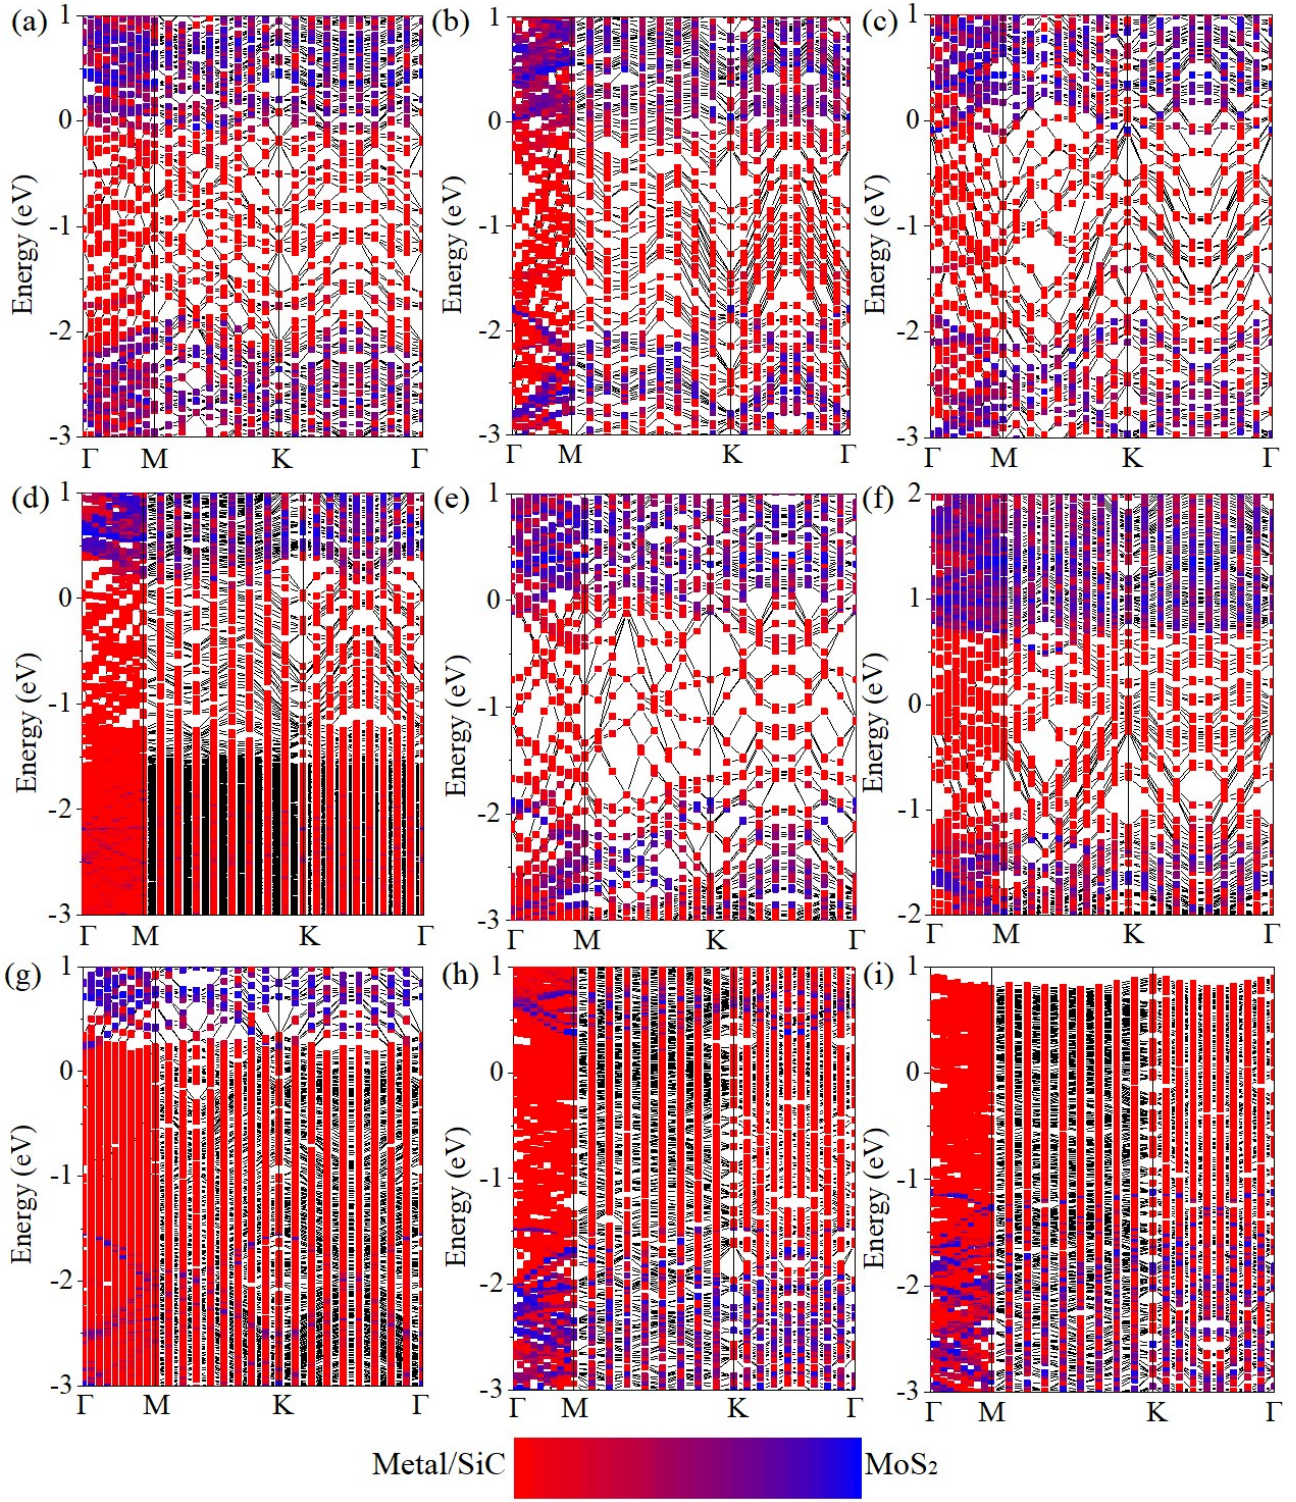 (a)
1
0
-1
-2
-3
Energy (eV)
Γ M K Γ
(b)
1
0
-1
-2
-3
Energy (eV)
Γ M K Γ
(c)
1
0
-1
-2
-3
Energy (eV)
Γ M K Γ
(d)
1
0
-1
-2
-3
Energy (eV)
Γ M K Γ
(e)
1
0
-1
-2
-3
Energy (eV)
Γ M K Γ
(f)
2
1
0
-1
-2
Energy (eV)
Γ M K Γ
(g)
1
0
-1
-2
-3
Energy (eV)
Γ M K Γ
(h)
1
0
-1
-2
-3
Energy (eV)
Γ M K Γ
(i)
1
0
-1
-2
-3
Energy (eV)
Γ M K Γ
Metal/SiC MoS₂